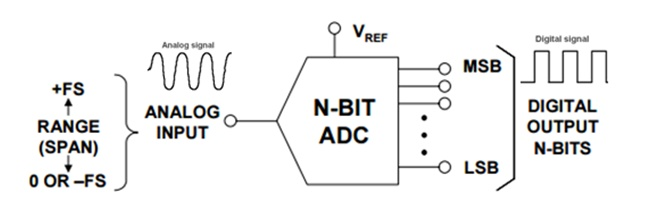 +FS
RANGE
(SPAN)
0 OR –FS
Analog signal
ANALOG
INPUT
VREF
N-BIT
ADC
MSB
LSB
Digital signal
DIGITAL
OUTPUT
N-BITS